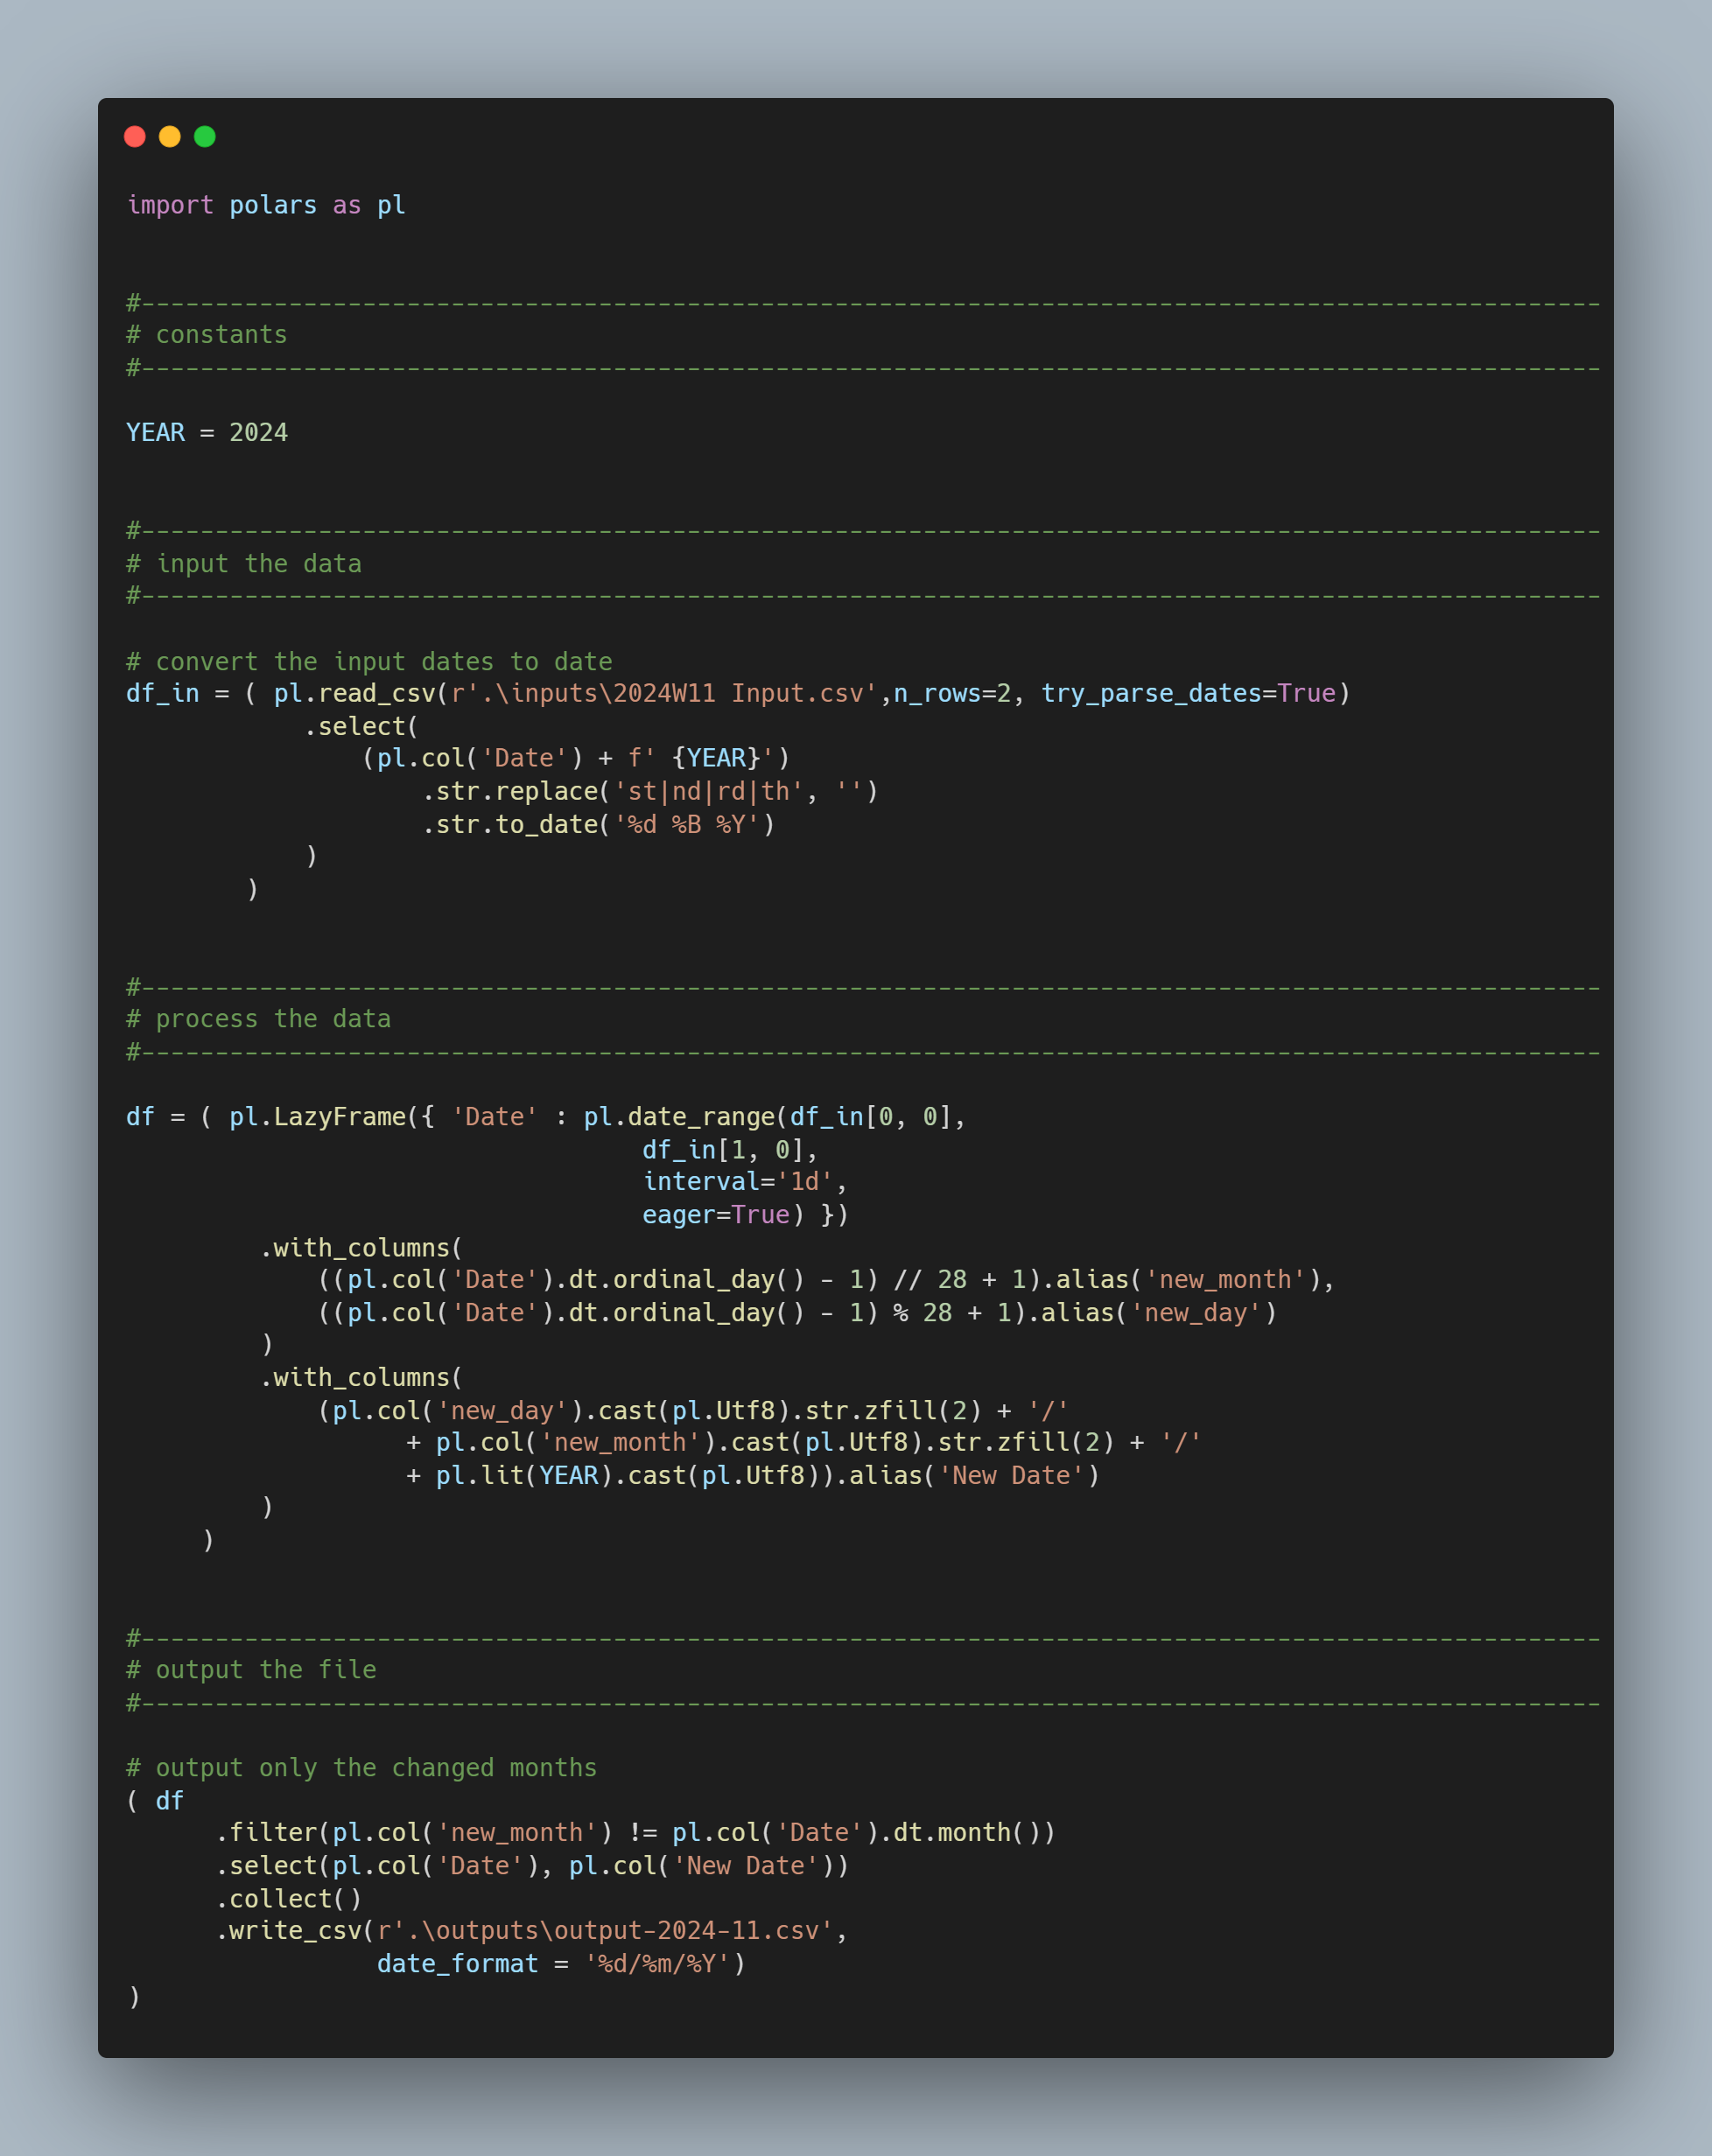 import polars as pl
#---------------------------------------------------------------------------------------------------
# constants
#---------------------------------------------------------------------------------------------------
YEAR = 2024
#---------------------------------------------------------------------------------------------------
# input the data
#---------------------------------------------------------------------------------------------------
# convert the input dates to date
df_in = ( pl.read_csv(r'.\inputs\2024W11 Input.csv',n_rows=2, try_parse_dates=True)
            .select(
                (pl.col('Date') + f' {YEAR}')
                    .str.replace('st|nd|rd|th', '')
                    .str.to_date('%d %B %Y')
            )
        )
#---------------------------------------------------------------------------------------------------
# process the data
#---------------------------------------------------------------------------------------------------
df = ( pl.LazyFrame({ 'Date' : pl.date_range(df_in[0, 0],
                                   df_in[1, 0],
                                   interval='1d',
                                   eager=True) })
         .with_columns(
             ((pl.col('Date').dt.ordinal_day() - 1) // 28 + 1).alias('new_month'),
             ((pl.col('Date').dt.ordinal_day() - 1) % 28 + 1).alias('new_day')
         )
         .with_columns(
             (pl.col('new_day').cast(pl.Utf8).str.zfill(2) + '/'
                   + pl.col('new_month').cast(pl.Utf8).str.zfill(2) + '/'
                   + pl.lit(YEAR).cast(pl.Utf8)).alias('New Date')
         )
     )
#---------------------------------------------------------------------------------------------------
# output the file
#---------------------------------------------------------------------------------------------------
# output only the changed months
( df
      .filter(pl.col('new_month') != pl.col('Date').dt.month())
      .select(pl.col('Date'), pl.col('New Date'))
      .collect()
      .write_csv(r'.\outputs\output-2024-11.csv',
                 date_format = '%d/%m/%Y')
)